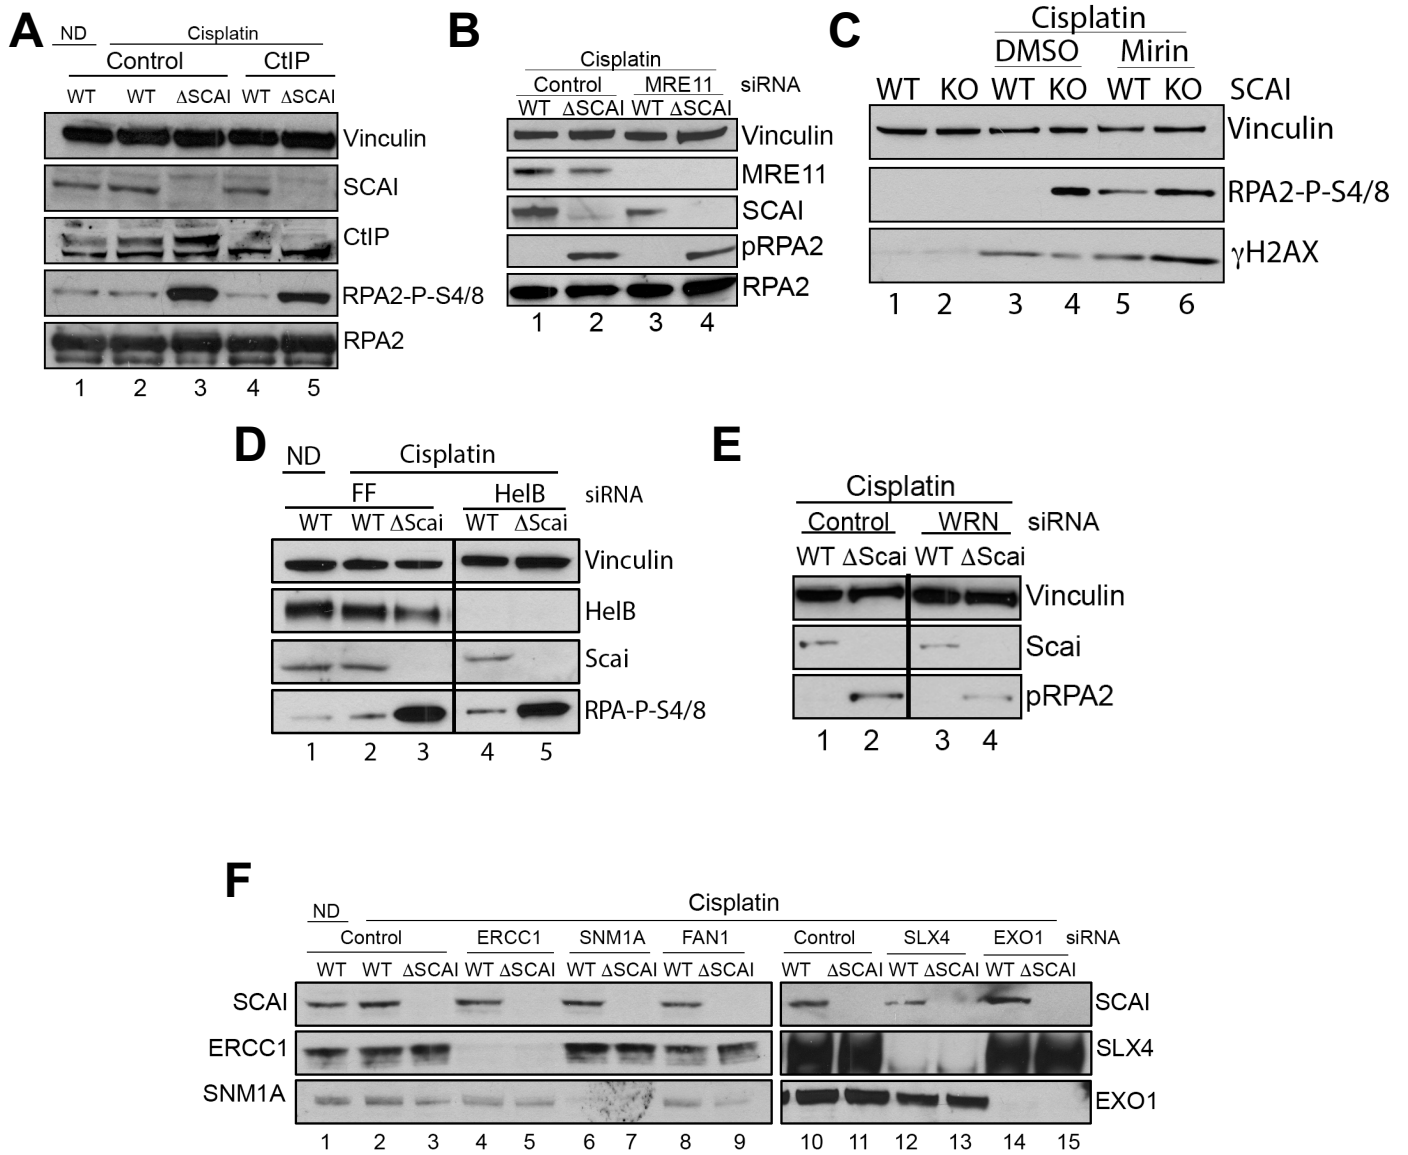 A
ND Cisplatin
Control CtIP
WT WT ΔSCAI WT ΔSCAI
Vinculin
SCAI
CtIP
RPA2-P-S4/8
RPA2
1 2 3 4 5
B
Cisplatin
Control MRE11 siRNA
WT ΔSCAI WT ΔSCAI
Vinculin
MRE11
SCAI
pRPA2
RPA2
1 2 3 4
C
Cisplatin
DMSO Mirin
WT KO WT KO WT KO SCAI
Vinculin
RPA2-P-S4/8
γH2AX
1 2 3 4 5 6
D
ND Cisplatin
FF HelB siRNA
WT WT ΔScai WT ΔScai
Vinculin
HelB
Scai
RPA-P-S4/8
1 2 3 4 5
E
Cisplatin
Control WRN siRNA
WT ΔScai WT ΔScai
Vinculin
Scai
pRPA2
1 2 3 4
F
ND Cisplatin
Control ERCC1 SNM1A FAN1 Control SLX4 EXO1 siRNA
WT WT ΔSCAI WT ΔSCAI WT ΔSCAI WT ΔSCAI WT ΔSCAI WT ΔSCAI WT ΔSCAI
SCAI SCAI
ERCC1 SLX4
SNM1A EXO1
1 2 3 4 5 6 7 8 9 10 11 12 13 14 15